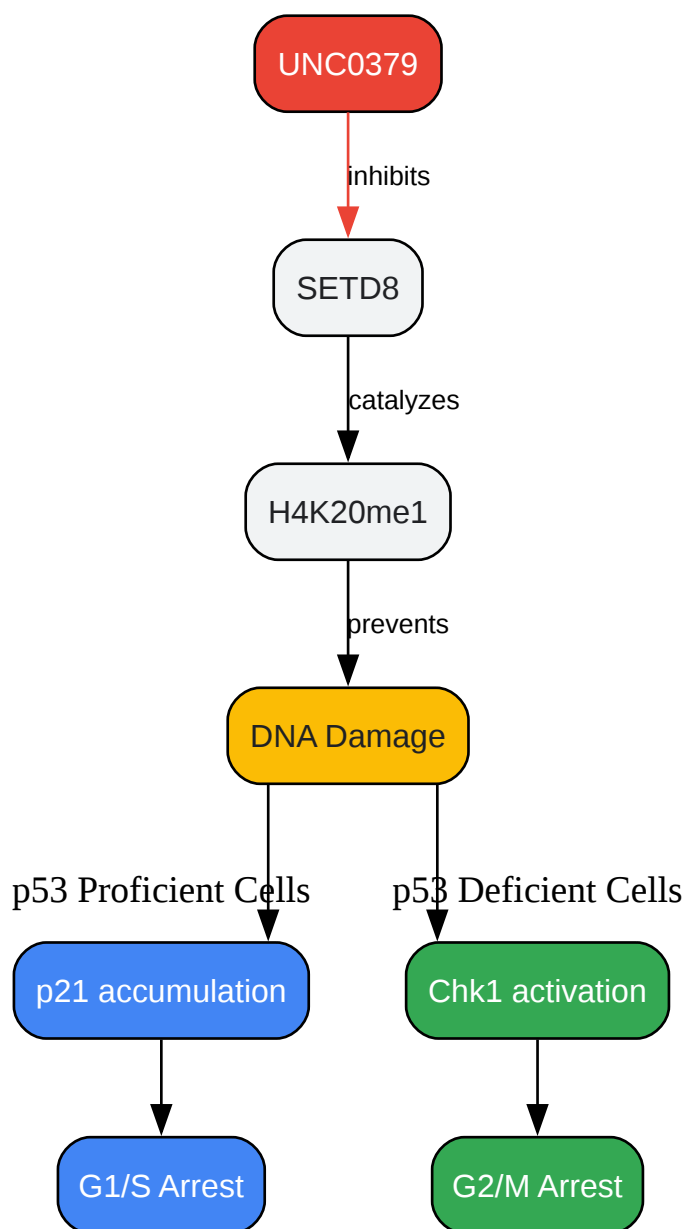 UNC0379
inhibits
SETD8
catalyzes
H4K20me1
prevents
DNA Damage
p53 Proficient Cells
p53 Deficient Cells
p21 accumulation
Chk1 activation
G1/S Arrest
G2/M Arrest